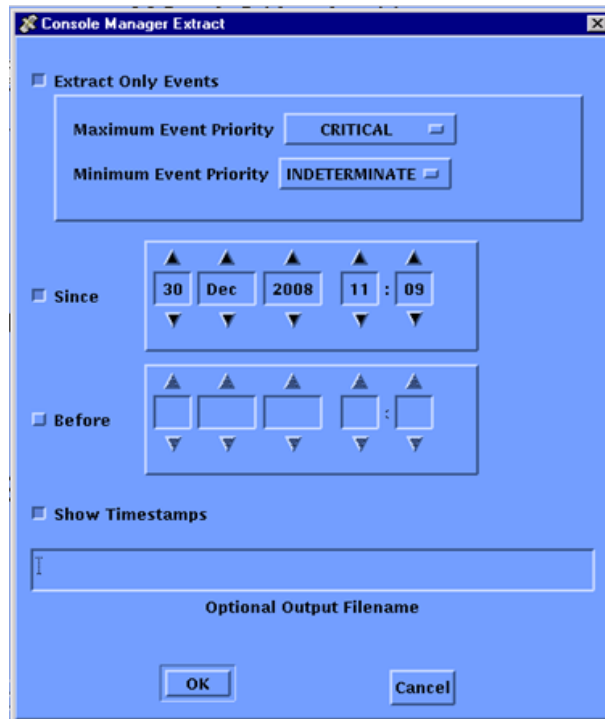 Console Manager Extract
Extract Only Events
Maximum Event Priority CRITICAL
Minimum Event Priority INDETERMINATE
Since 30 Dec 2008 11 : 09
Before :
Show Timestamps
Optional Output Filename
OK Cancel